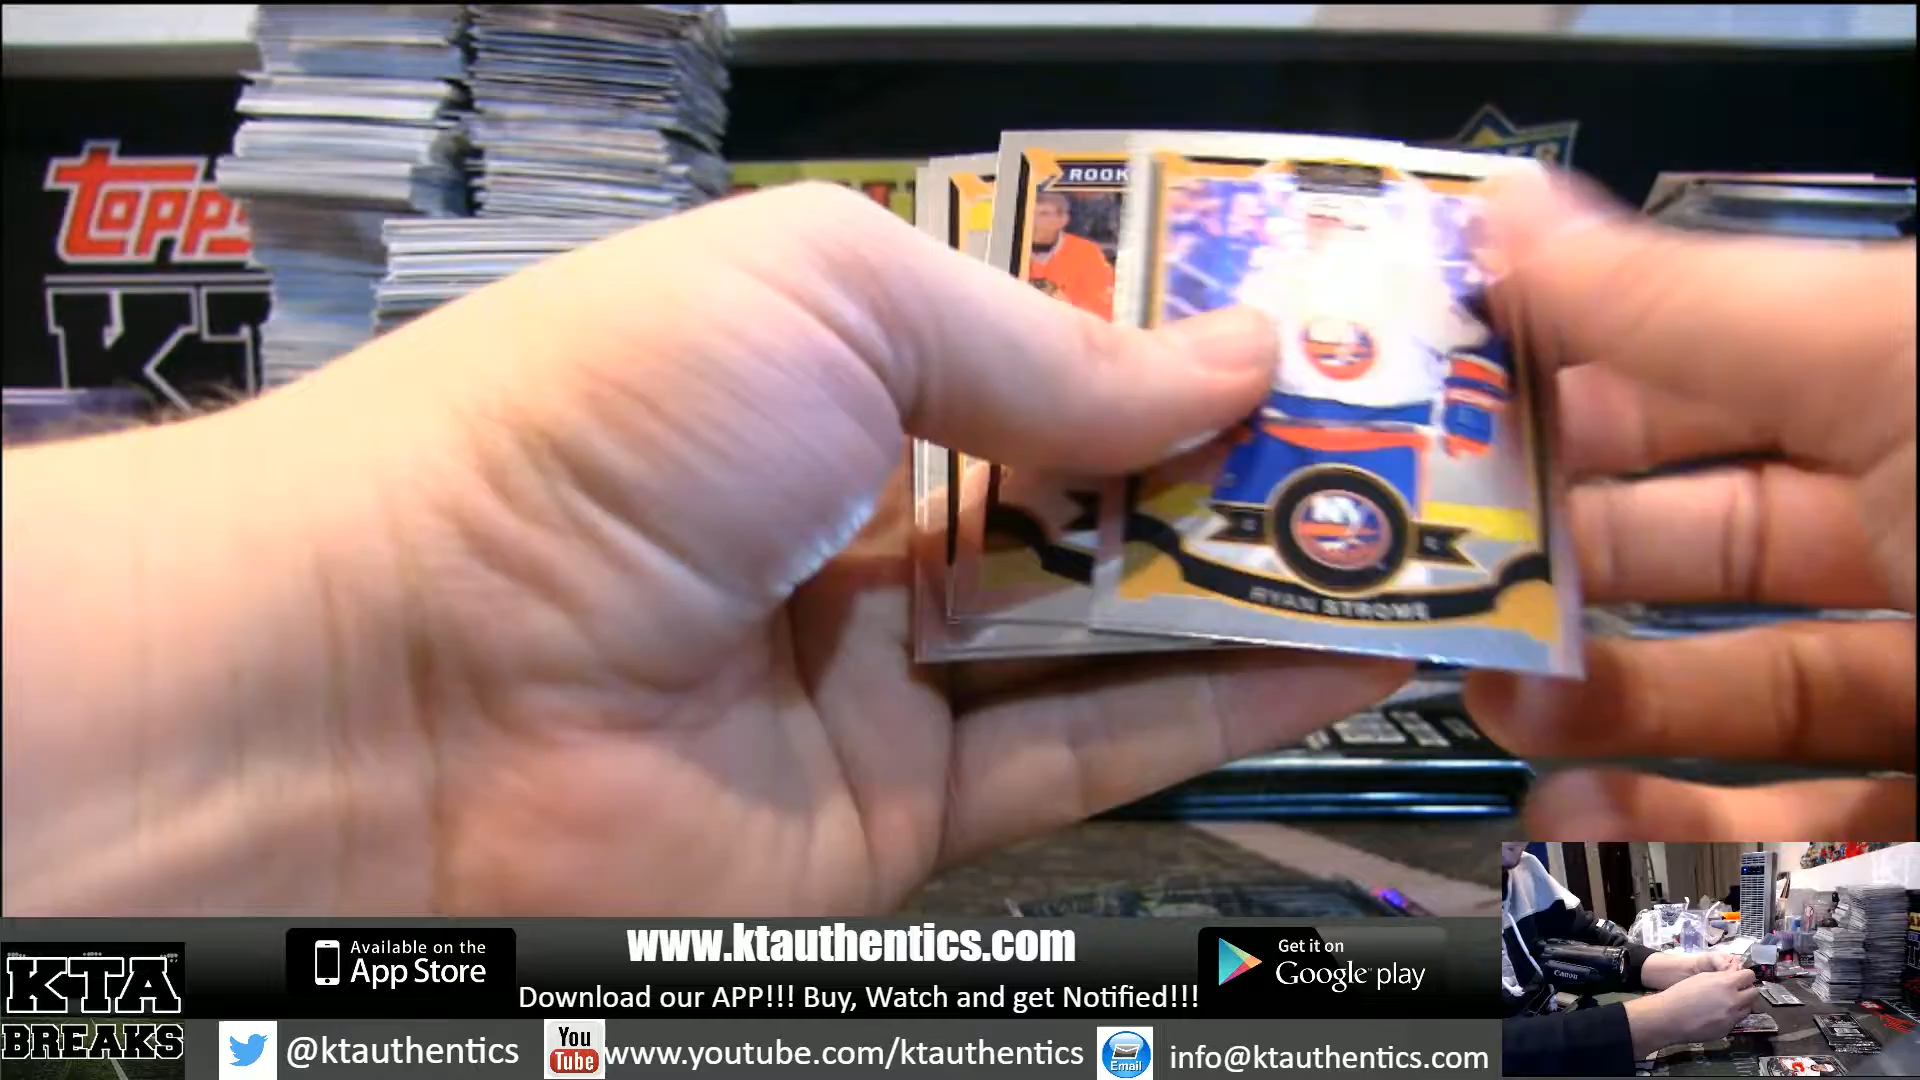 TOPPS
KT
ROOK
RYAN STROME
KTA
BREAKS
Available on the
App Store
www.ktauthentics.com
Download our APP!!! Buy, Watch and get Notified!!!
Get it on
Google play
@ktauthentics
You
Tube
www.youtube.com/ktauthentics
Email
info@ktauthentics.com
Canon